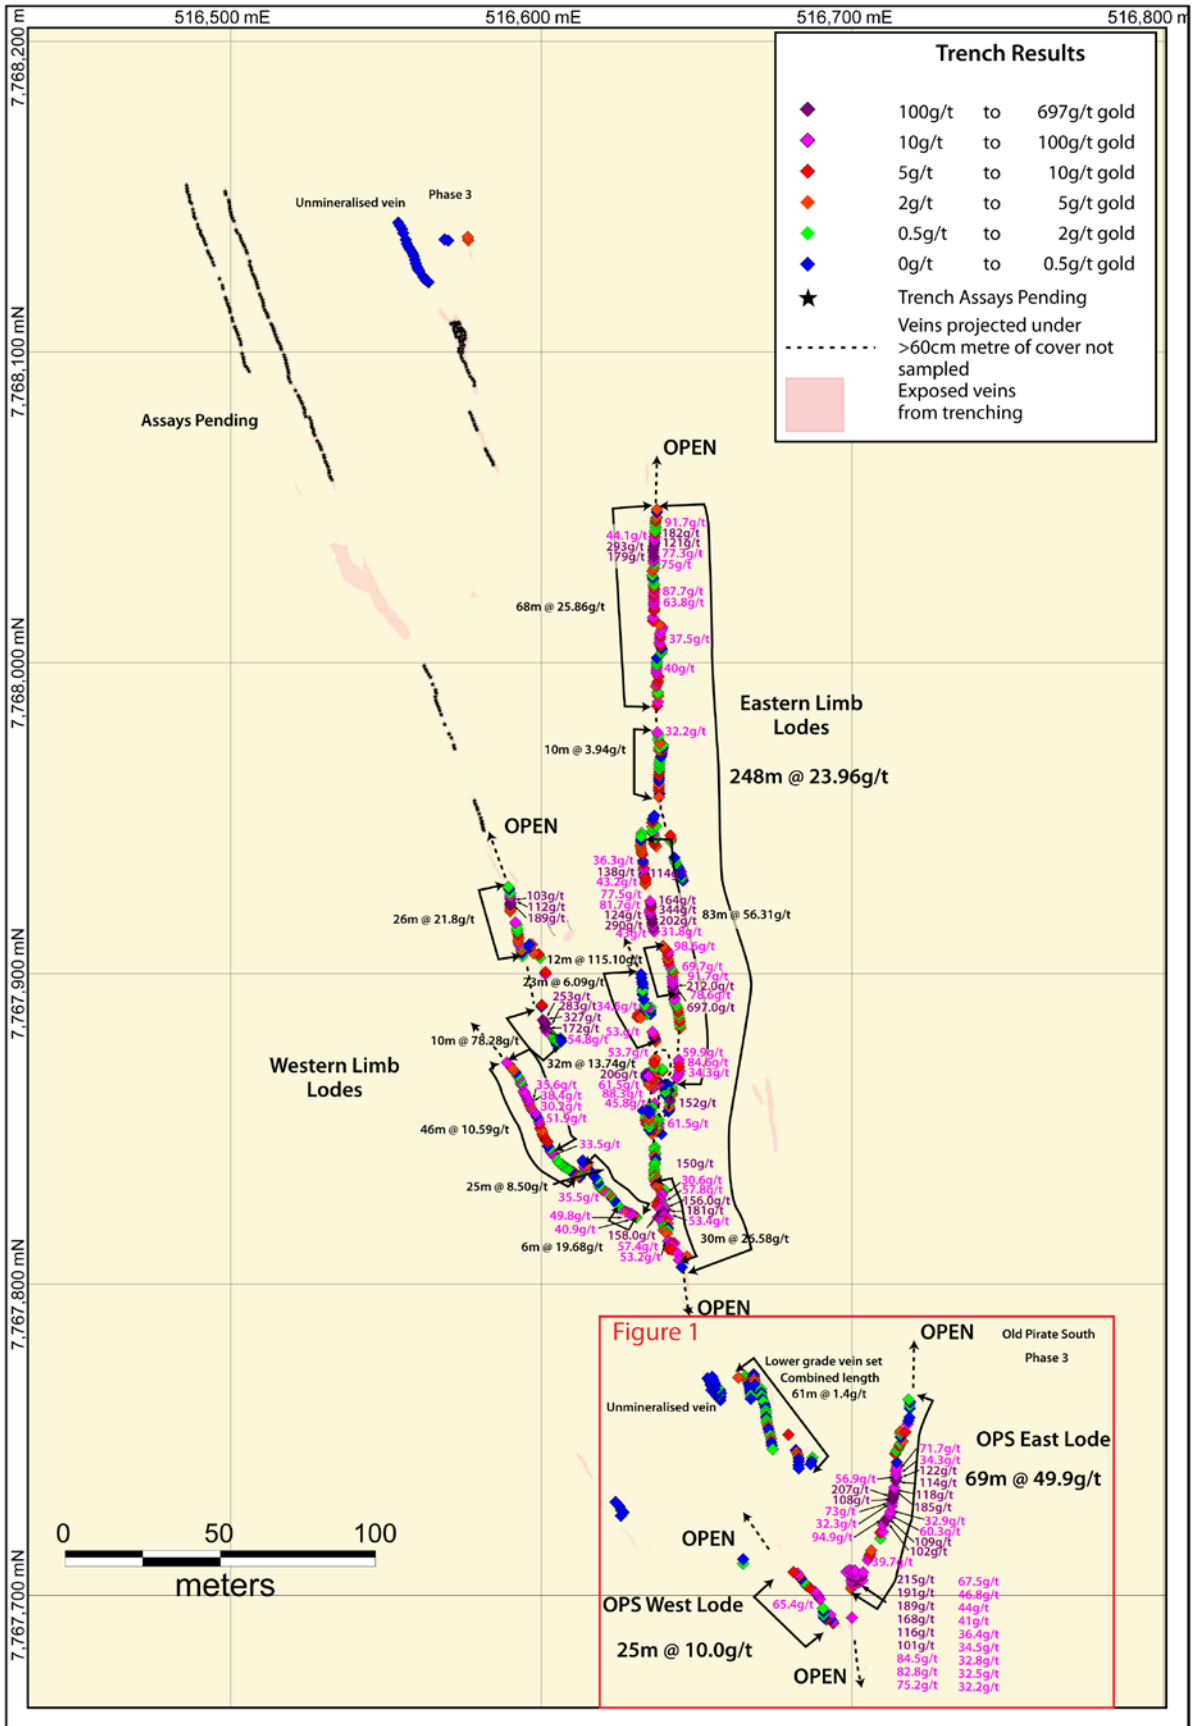 516,500 mE
516,600 mE
516,700 mE
516,800 m
7,768,200 m
7,768,100 mN
7,768,000 mN
7,767,900 mN
7,767,800 mN
7,767,700 mN
Trench Results
100g/t to 697g/t gold
10g/t to 100g/t gold
5g/t to 10g/t gold
2g/t to 5g/t gold
0.5g/t to 2g/t gold
0g/t to 0.5g/t gold
Trench Assays Pending
Veins projected under
>60cm metre of cover not
sampled
Exposed veins
from trenching
Unmineralised vein
Phase 3
Assays Pending
OPEN
91.7g/t
44.1g/t
182g/t
293g/t
121g/t
179g/t
77.3g/t
75g/t
87.7g/t
63.8g/t
68m @ 25.86g/t
37.5g/t
40g/t
Eastern Limb
Lodes
248m @ 23.96g/t
32.2g/t
10m @ 3.94g/t
OPEN
36.3g/t
138g/t
114g/t
43.2g/t
77.5g/t
81.7g/t
164g/t
344g/t
124g/t
202g/t
290g/t
43g/t
31.8g/t
83m @ 56.31g/t
103g/t
112g/t
189g/t
26m @ 21.8g/t
98.6g/t
12m @ 115.10g/t
69.7g/t
91.7g/t
23m @ 6.09g/t
212.0g/t
78.6g/t
697.0g/t
253g/t
283g/t
327g/t
172g/t
54.8g/t
34.5g/t
53.g/t
10m @ 78.28g/t
53.7g/t
59.9g/t
84.6g/t
34.3g/t
32m @ 13.74g/t
206g/t
61.5g/t
88.3g/t
45.8g/t
152g/t
61.5g/t
Western Limb
Lodes
35.6g/t
38.4g/t
30.2g/t
51.9g/t
46m @ 10.59g/t
33.5g/t
150g/t
25m @ 8.50g/t
30.6g/t
57.8g/t
35.5g/t
156.0g/t
181g/t
53.4g/t
49.8g/t
40.9g/t
158.0g/t
6m @ 19.68g/t
57.4g/t
53.2g/t
30m @ 26.58g/t
OPEN
Figure 1
OPEN
Old Pirate South
Phase 3
Lower grade vein set
Combined length
61m @ 1.4g/t
Unmineralised vein
OPS East Lode
69m @ 49.9g/t
71.7g/t
34.3g/t
122g/t
114g/t
118g/t
185g/t
32.9g/t
60.3g/t
109g/t
102g/t
56.9g/t
207g/t
108g/t
73g/t
32.3g/t
94.9g/t
39.7g/t
OPEN
215g/t 67.5g/t
191g/t 46.8g/t
189g/t 44g/t
168g/t 41g/t
116g/t 36.4g/t
101g/t 34.5g/t
84.5g/t 32.8g/t
82.8g/t 32.5g/t
75.2g/t 32.2g/t
65.4g/t
OPS West Lode
25m @ 10.0g/t
OPEN
0 50 100
meters